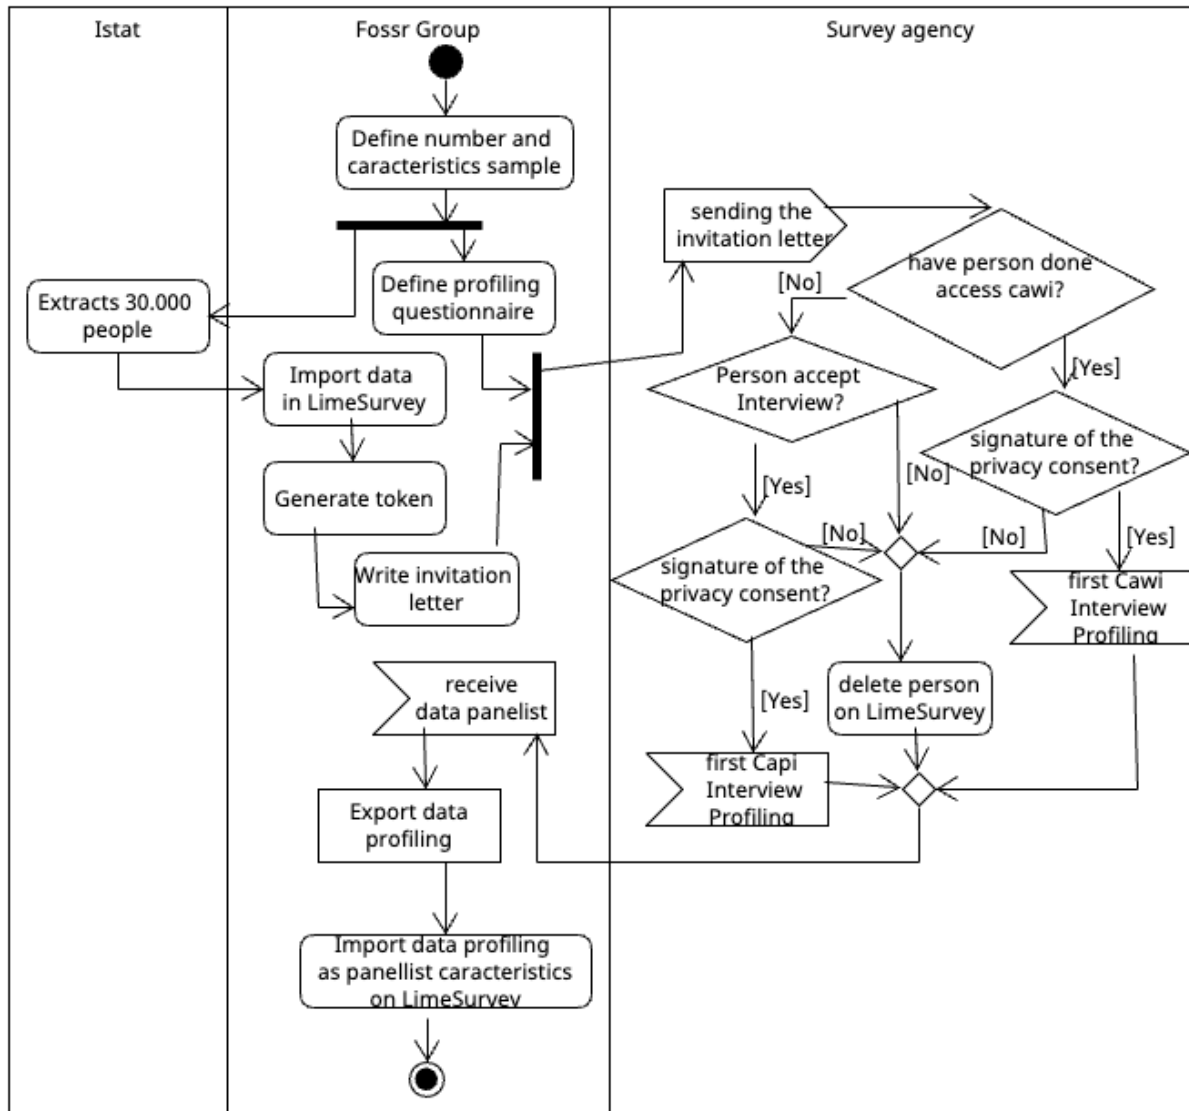 Istat
Fossr Group
Survey agency
Define number and
caracteristics sample
sending the
invitation letter
have person done
access cawi?
Define profiling
questionnaire
[No]
Extracts 30.000
people
[Yes]
Import data
in LimeSurvey
Person accept
Interview?
signature of the
privacy consent?
[No]
Generate token
[Yes]
[No]
[No]
[Yes]
Write invitation
letter
signature of the
privacy consent?
first Cawi
Interview
Profiling
receive
data panelist
[Yes]
delete person
on LimeSurvey
first Capi
Interview
Profiling
Export data
profiling
Import data profiling
as panellist caracteristics
on LimeSurvey